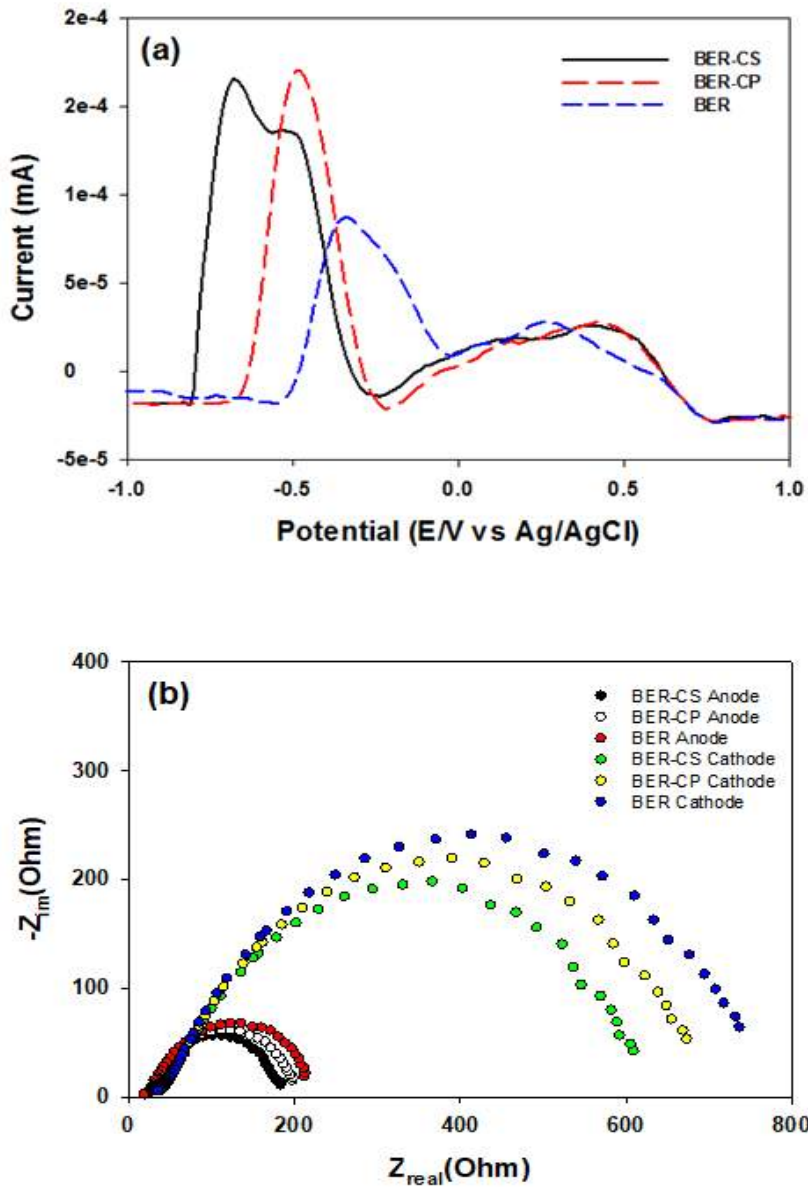 (a)
BER-CS
BER-CP
BER
2e-4
2e-4
1e-4
5e-5
0
-5e-5
Current (mA)
-1.0 -0.5 0.0 0.5 1.0
Potential (E/V vs Ag/AgCl)
(b)
BER-CS Anode
BER-CP Anode
BER Anode
BER-CS Cathode
BER-CP Cathode
BER Cathode
400
300
200
100
0
-Zim(Ohm)
0 200 400 600 800
Zreal(Ohm)